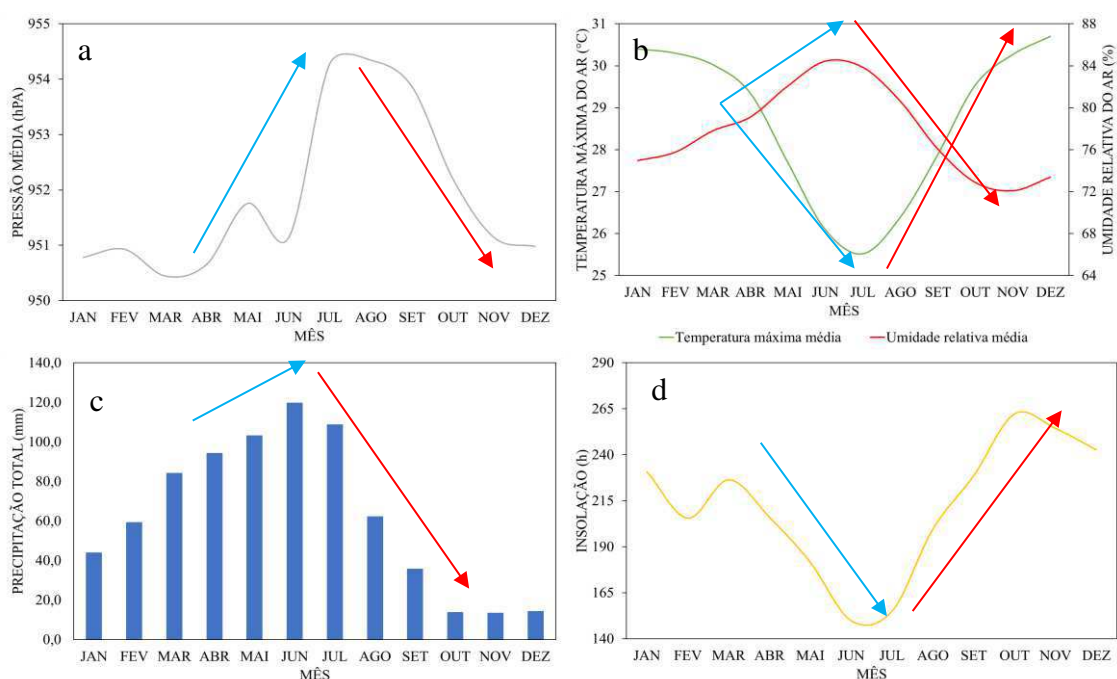 a
PRESSÃO MÉDIA (hPA)
955
954
953
952
951
950
JAN FEV MAR ABR MAI JUN JUL AGO SET OUT NOV DEZ
MÊS
b
TEMPERATURA MÁXIMA DO AR (°C)
31
30
29
28
27
26
25
88
84
80
76
72
68
64
UMIDADE RELATIVA DO AR (%)
JAN FEV MAR ABR MAI JUN JUL AGO SET OUT NOV DEZ
MÊS
Temperatura máxima média Umidade relativa média
c
PRECIPITAÇÃO TOTAL (mm)
140,0
120,0
100,0
80,0
60,0
40,0
20,0
0,0
JAN FEV MAR ABR MAI JUN JUL AGO SET OUT NOV DEZ
MÊS
d
INSOLAÇÃO (h)
290
265
240
215
190
165
140
JAN FEV MAR ABR MAI JUN JUL AGO SET OUT NOV DEZ
MÊS